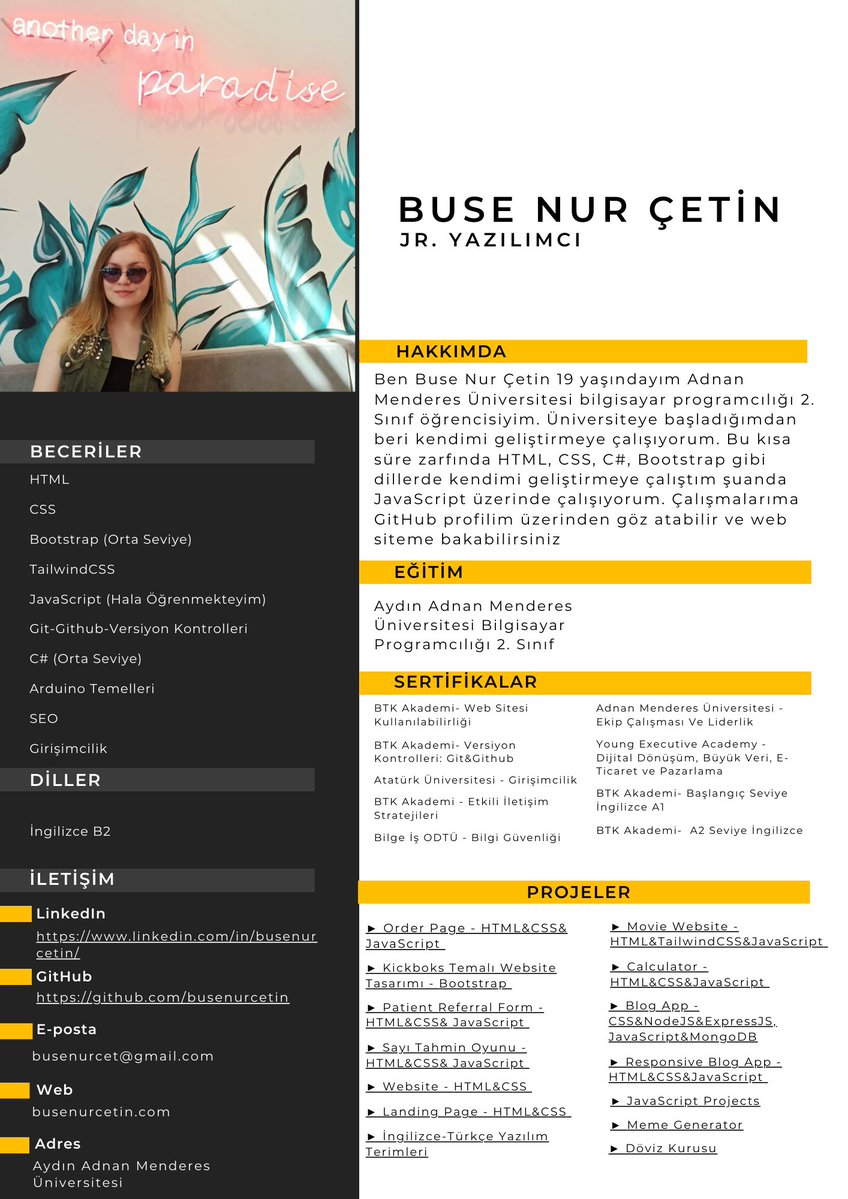 another day in
paradise
BUSE NUR ÇETİN
JR. YAZILIMCI
HAKKIMDA
Ben Buse Nur Çetin 19 yaşındayım Adnan
Menderes Üniversitesi bilgisayar programcılığı 2.
Sınıf öğrencisiyim. Üniversiteye başladığımdan
beri kendimi geliştirmeye çalışıyorum. Bu kısa
süre zarfında HTML, CSS, C#, Bootstrap gibi
dillerde kendimi geliştirmeye çalıştım şuanda
JavaScript üzerinde çalışıyorum. Çalışmalarıma
GitHub profilim üzerinden göz atabilir ve web
siteme bakabilirsiniz
EĞİTİM
Aydın Adnan Menderes
Üniversitesi Bilgisayar
Programcılığı 2. Sınıf
SERTİFİKALAR
BTK Akademi- Web Sitesi
Kullanılabilirliği
BTK Akademi- Versiyon
Kontrolleri: Git&Github
Atatürk Üniversitesi - Girişimcilik
BTK Akademi - Etkili İletişim
Stratejileri
Bilge İş ODTÜ - Bilgi Güvenliği
Adnan Menderes Üniversitesi -
Ekip Çalışması Ve Liderlik
Young Executive Academy -
Dijital Dönüşüm, Büyük Veri, E-
Ticaret ve Pazarlama
BTK Akademi- Başlangıç Seviye
İngilizce A1
BTK Akademi- A2 Seviye İngilizce
PROJELER
► Order Page - HTML&CSS&
JavaScript
► Kickboks Temalı Website
Tasarımı - Bootstrap
► Patient Referral Form -
HTML&CSS& JavaScript
► Sayı Tahmin Oyunu -
HTML&CSS& JavaScript
► Website - HTML&CSS
► Landing Page - HTML&CSS
► İngilizce-Türkçe Yazılım
Terimleri
► Movie Website -
HTML&TailwindCSS&JavaScript
► Calculator -
HTML&CSS&JavaScript
► Blog App -
CSS&NodeJS&ExpressJS,
JavaScript&MongoDB
► Responsive Blog App -
HTML&CSS&JavaScript
► JavaScript Projects
► Meme Generator
► Döviz Kurusu
BECERİLER
HTML
CSS
Bootstrap (Orta Seviye)
TailwindCSS
JavaScript (Hala Öğrenmekteyim)
Git-Github-Versiyon Kontrolleri
C# (Orta Seviye)
Arduino Temelleri
SEO
Girişimcilik
DİLLER
İngilizce B2
İLETİŞİM
LinkedIn
https://www.linkedin.com/in/busenur
cetin/
GitHub
https://github.com/busenurcetin
E-posta
busenurcet@gmail.com
Web
busenurcetin.com
Adres
Aydın Adnan Menderes
Üniversitesi